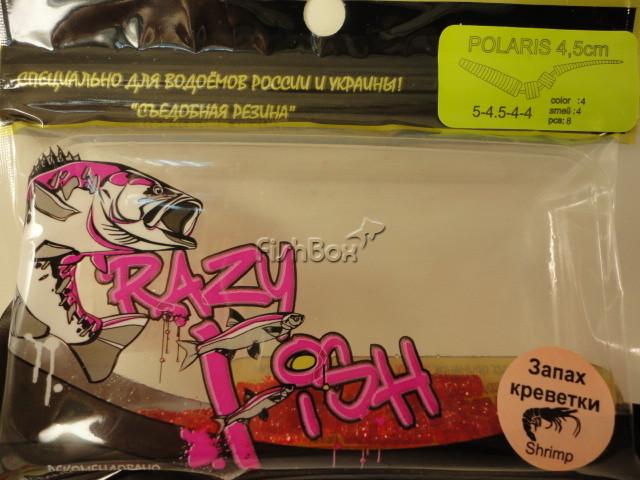 POLARIS 4,5cm
СПЕЦИАЛЬНО ДЛЯ ВОДОЁМОВ РОССИИ И УКРАИНЫ!
"СЪЕДОБНАЯ РЕЗИНА"
5-4.5-4-4
color :4
smell :4
pcs; 8
FishBox
CRAZY
FISH
Запах
креветки
Shrimp
РЕКОМЕНДОВАНО